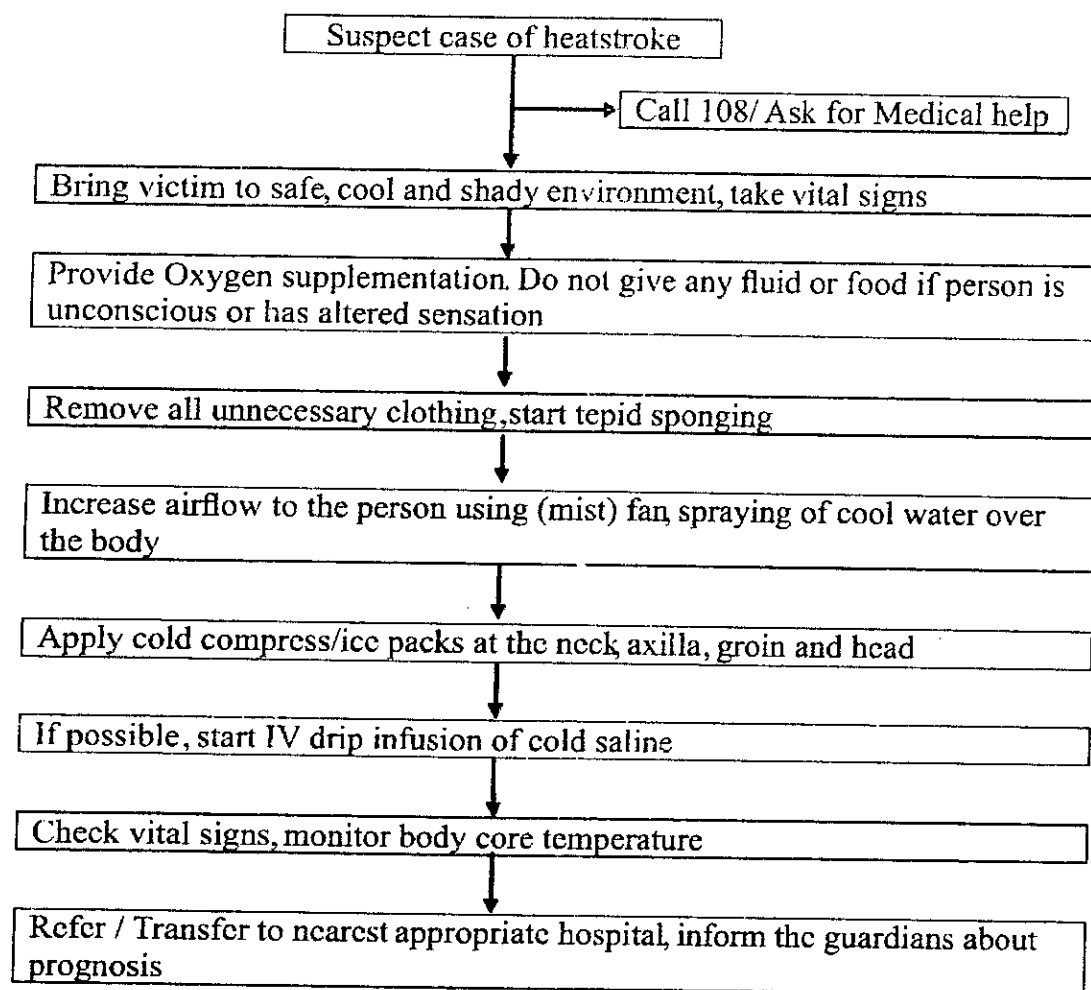 Suspect case of heatstroke
Call 108/ Ask for Medical help
Bring victim to safe, cool and shady environment, take vital signs
Provide Oxygen supplementation. Do not give any fluid or food if person is
unconscious or has altered sensation
Remove all unnecessary clothing,start tepid sponging
Increase airflow to the person using (mist) fan, spraying of cool water over
the body
Apply cold compress/ice packs at the neck, axilla, groin and head
If possible, start IV drip infusion of cold saline
Check vital signs, monitor body core temperature
Refer / Transfer to nearest appropriate hospital, inform the guardians about
prognosis